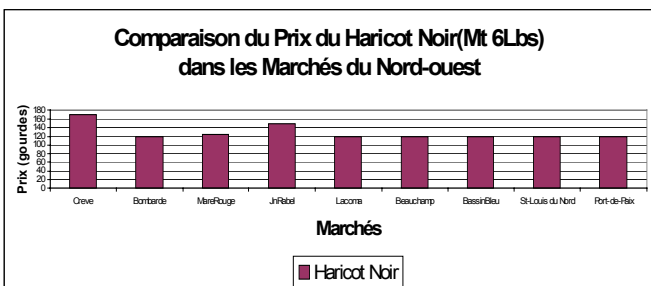 Comparaison du Prix du Haricot Noir(Mt 6Lbs)
dans les Marchés du Nord-ouest
Prix (gourdes)
180
160
140
120
100
80
60
40
20
0
Creve Bombarde MareRouge JnRabel Lacoma Beauchamp BassinBleu St-Louis du Nord Port-de-Paix
Marchés
Haricot Noir